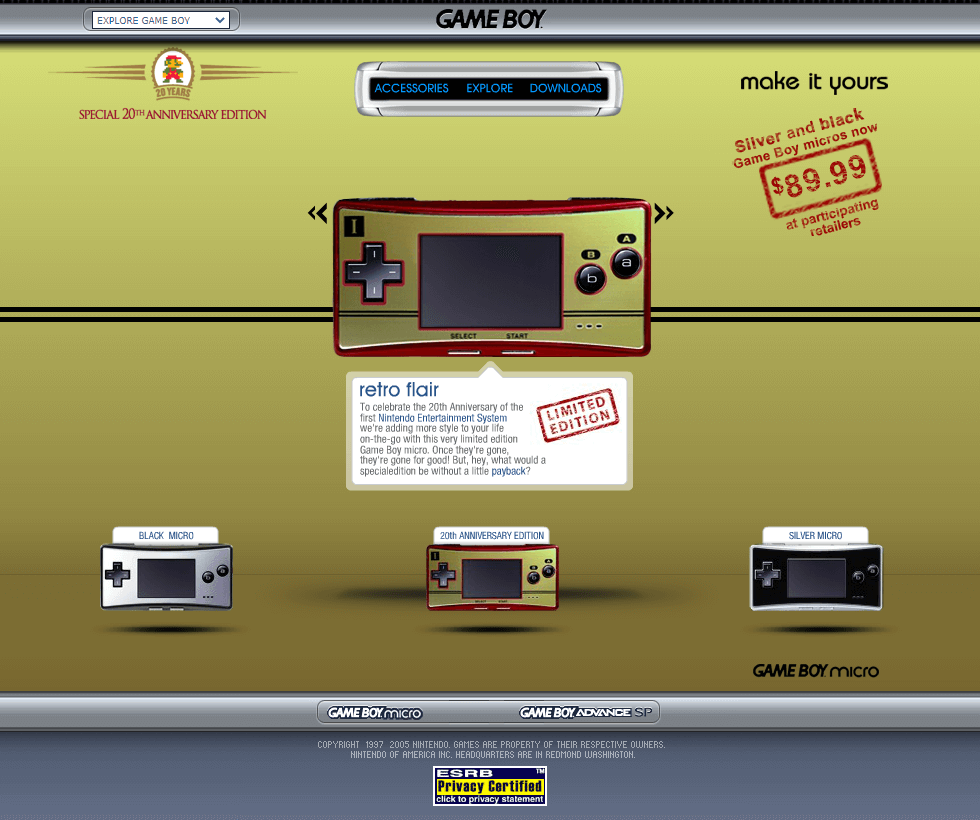 EXPLORE GAME BOY
GAME BOY
20 YEARS
SPECIAL 20TH ANNIVERSARY EDITION
ACCESSORIES EXPLORE DOWNLOADS
make it yours
Silver and black
Game Boy micros now
$89.99
at participating
retailers
I
A
B
a
b
SELECT START
retro flair
To celebrate the 20th Anniversary of the
first Nintendo Entertainment System
we're adding more style to your life
on-the-go with this very limited edition
Game Boy micro. Once they're gone,
they're gone for good! But, hey, what would a
specialedition be without a little payback?
LIMITED
EDITION
BLACK MICRO
20th ANNIVERSARY EDITION
SILVER MICRO
GAME BOY micro
GAME BOY micro GAME BOY ADVANCE SP
COPYRIGHT 1997 2005 NINTENDO. GAMES ARE PROPERTY OF THEIR RESPECTIVE OWNERS.
NINTENDO OF AMERICA INC. HEADQUARTERS ARE IN REDMOND WASHINGTON.
ESRB TM
Privacy Certified
click to privacy statement